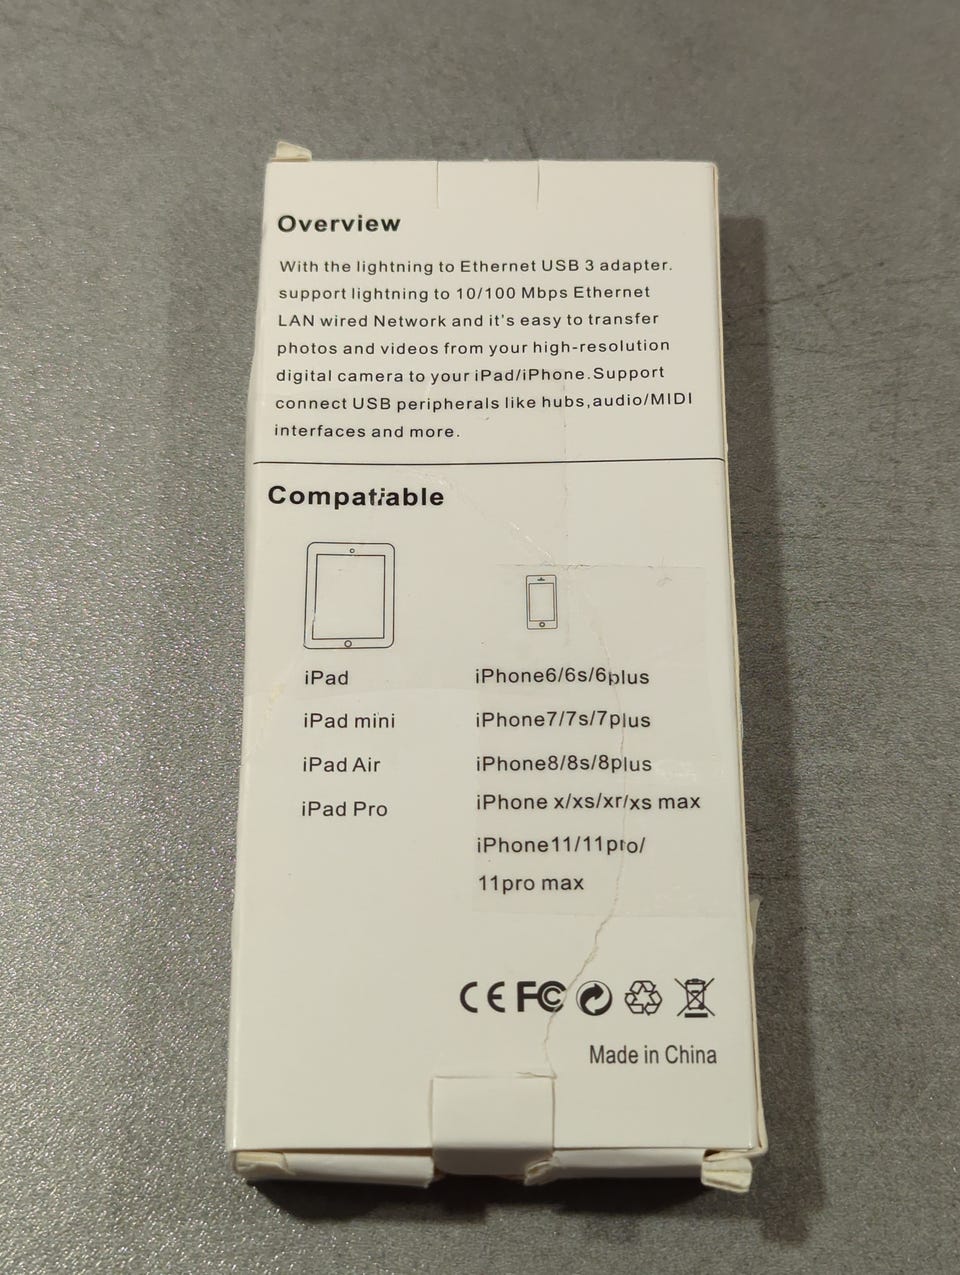 Overview
With the lightning to Ethernet USB 3 adapter.
support lightning to 10/100 Mbps Ethernet
LAN wired Network and it's easy to transfer
photos and videos from your high-resolution
digital camera to your iPad/iPhone.Support
connect USB peripherals like hubs,audio/MIDI
interfaces and more.
Compatiable
iPad
iPad mini
iPad Air
iPad Pro
iPhone6/6s/6plus
iPhone7/7s/7plus
iPhone8/8s/8plus
iPhone x/xs/xr/xs max
iPhone11/11pro/
11pro max
CE FC
Made in China